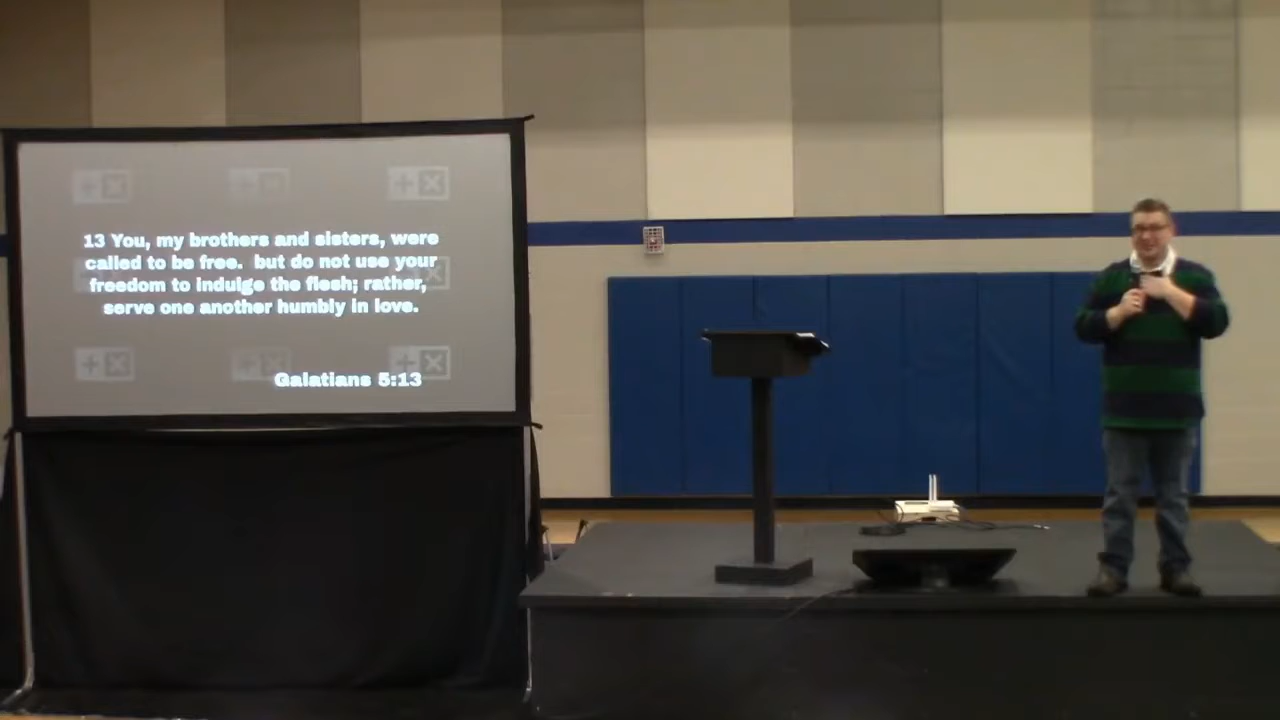 13 You, my brothers and sisters, were
called to be free. but do not use your
freedom to indulge the flesh; rather,
serve one another humbly in love.
Galatians 5:13